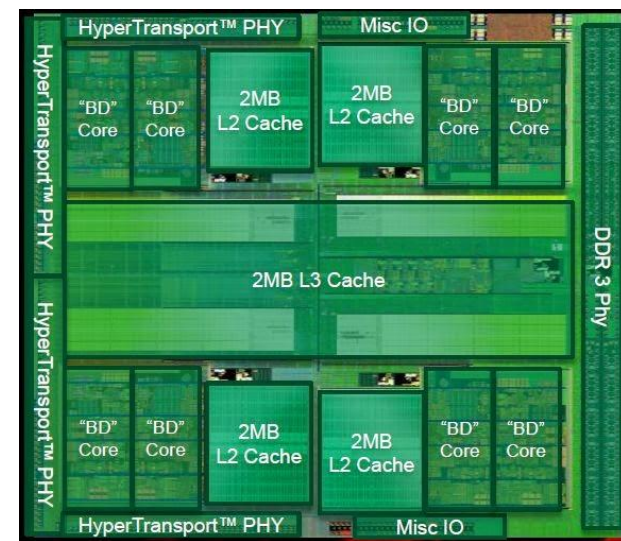 HyperTransport™ PHY
Misc IO
HyperTransport™ PHY
"BD"
Core
"BD"
Core
2MB
L2 Cache
2MB
L2 Cache
"BD"
Core
"BD"
Core
2MB L3 Cache
DDR 3 Phy
HyperTransport™ PHY
"BD"
Core
"BD"
Core
2MB
L2 Cache
2MB
L2 Cache
"BD"
Core
"BD"
Core
HyperTransport™ PHY
Misc IO